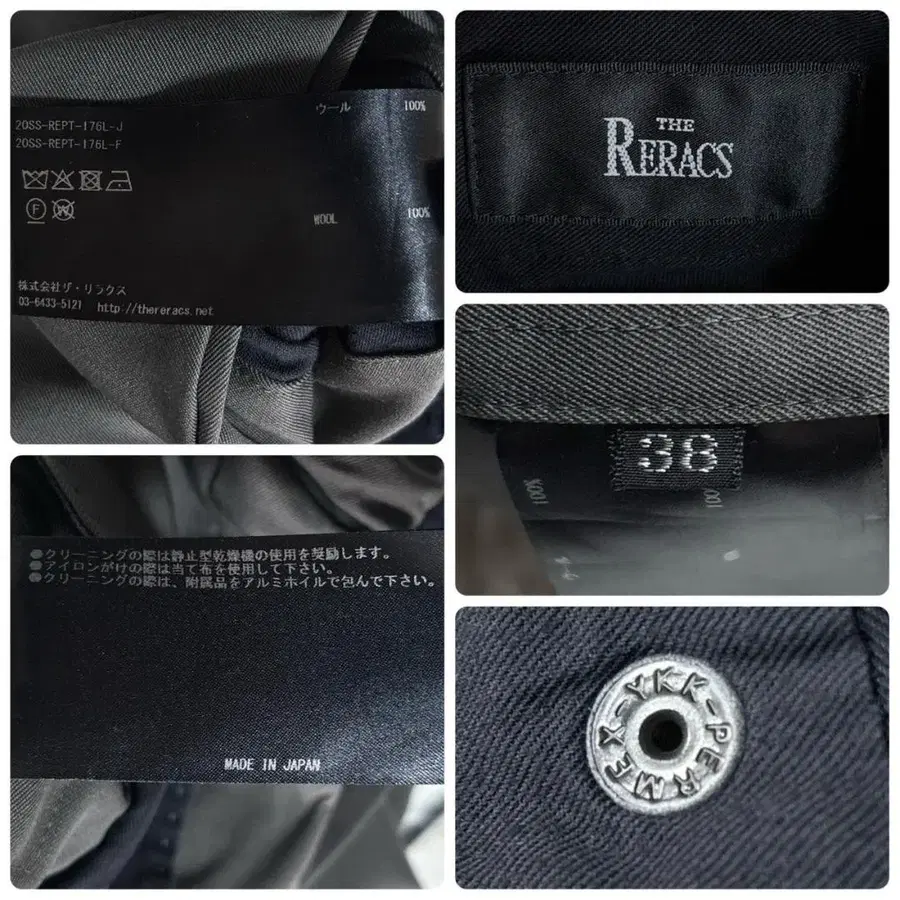 20SS-REPT-176L-J
20SS-REPT-176L-F
ウール 100%
F
W
WOOL 100%
株式会社ザ・リラクス
03-6433-5121 http://thereracs.net
THE
RERACS
38
100%
100
●クリーニングの際は静止型乾燥機の使用を奨励します。
●アイロンがけの際は当て布を使用して下さい。
●クリーニングの際は、附属品をアルミホイルで包んで下さい。
MADE IN JAPAN
YKK-PERMEX-